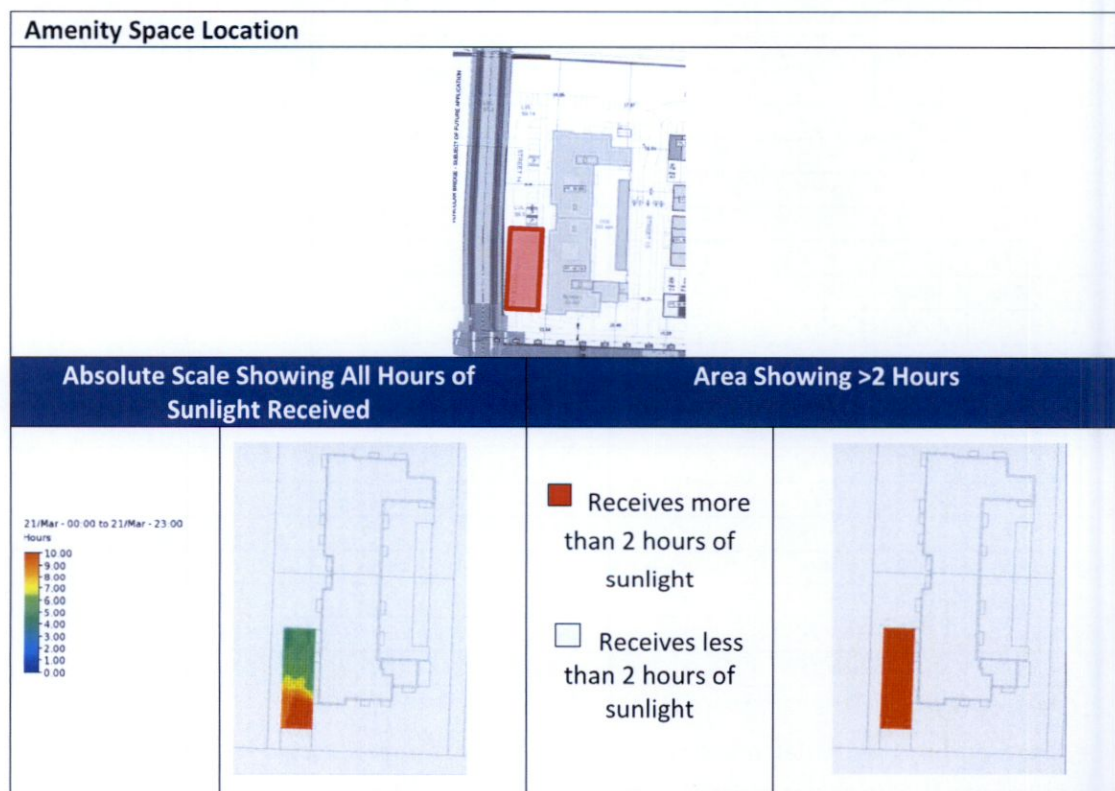 Amenity Space Location
Absolute Scale Showing All Hours of
Sunlight Received
Area Showing >2 Hours
21/Mar - 00:00 to 21/Mar - 23:00
Hours
10.00
9.00
8.00
7.00
6.00
5.00
4.00
3.00
2.00
1.00
0.00
Receives more
than 2 hours of
sunlight
Receives less
than 2 hours of
sunlight